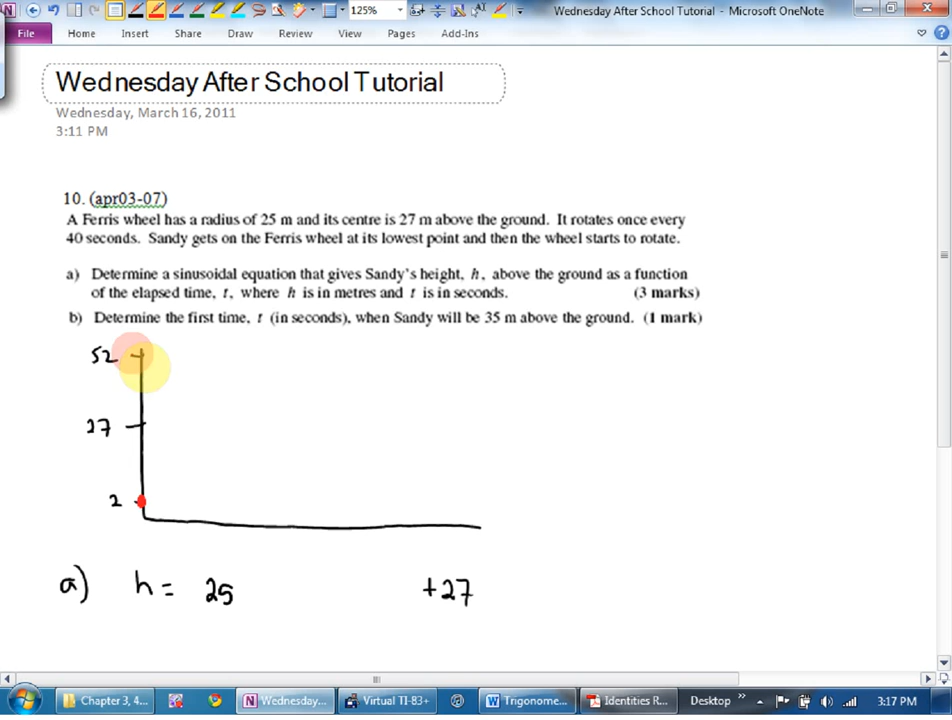 125%
Wednesday After School Tutorial - Microsoft OneNote
File Home Insert Share Draw Review View Pages Add-Ins
Wednesday After School Tutorial
Wednesday, March 16, 2011
3:11 PM
10. (apr03-07)
A Ferris wheel has a radius of 25 m and its centre is 27 m above the ground. It rotates once every
40 seconds. Sandy gets on the Ferris wheel at its lowest point and then the wheel starts to rotate.
a) Determine a sinusoidal equation that gives Sandy's height, h, above the ground as a function
of the elapsed time, t, where h is in metres and t is in seconds. (3 marks)
b) Determine the first time, t (in seconds), when Sandy will be 35 m above the ground. (1 mark)
52
27
2
a) h = 25 +27
Chapter 3, 4... Wednesday... Virtual TI-83+ Trigonome... Identities R... Desktop 3:17 PM